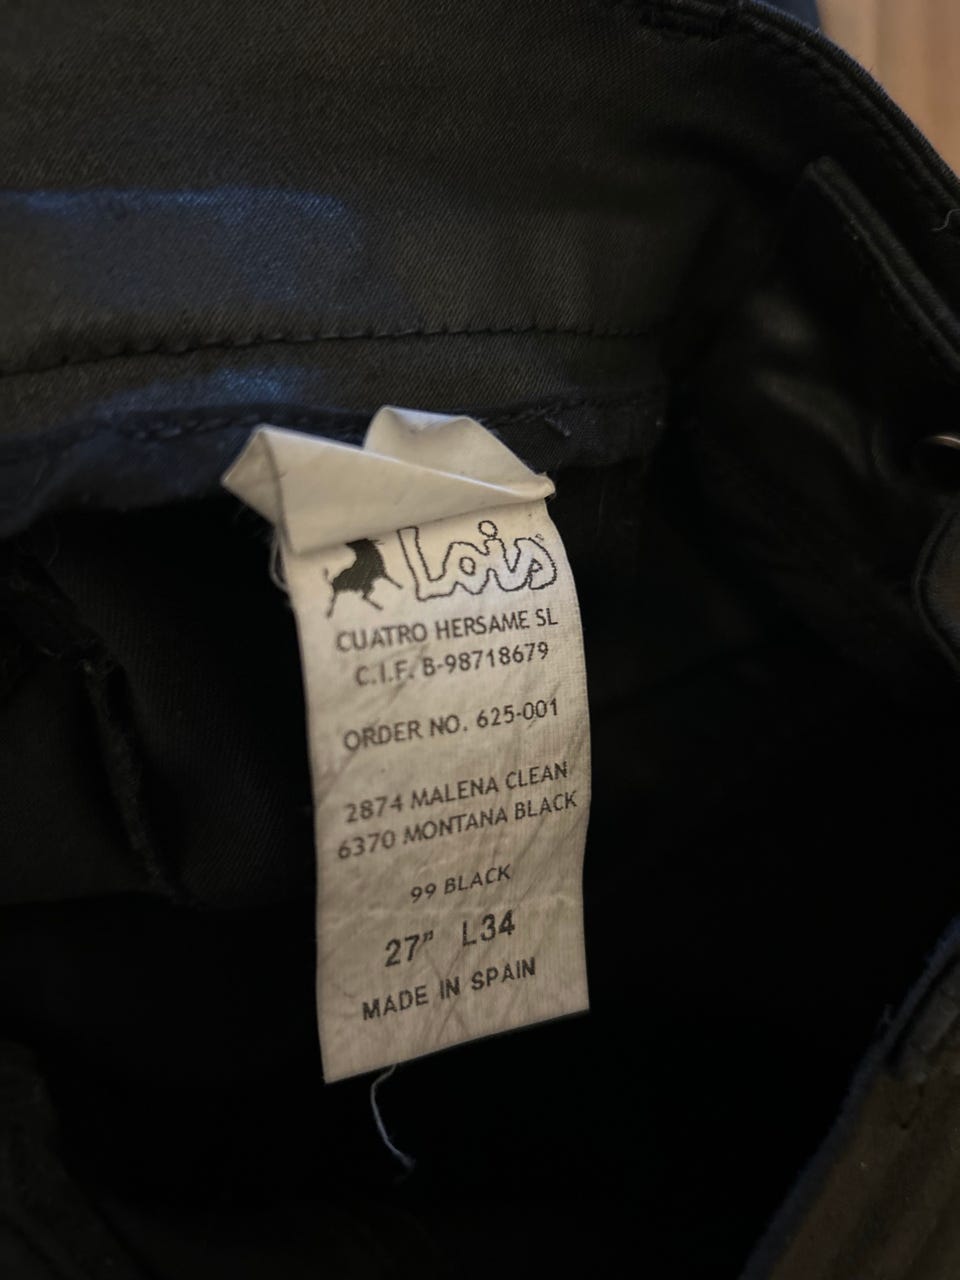 Lois
CUATRO HERSAME SL
C.I.F. B-98718679
ORDER NO. 625-001
2874 MALENA CLEAN
6370 MONTANA BLACK
99 BLACK
27" L34
MADE IN SPAIN